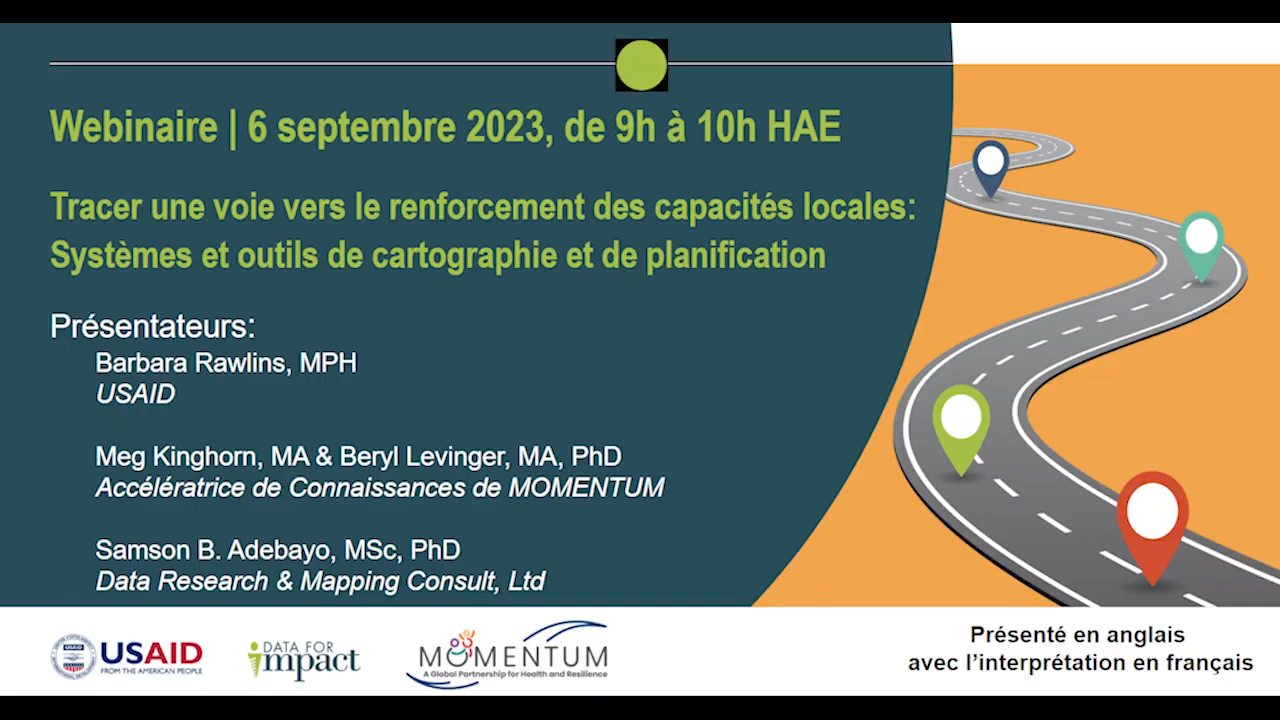 Webinaire | 6 septembre 2023, de 9h à 10h HAE
Tracer une voie vers le renforcement des capacités locales:
Systèmes et outils de cartographie et de planification
Présentateurs:
Barbara Rawlins, MPH
USAID
Meg Kinghorn, MA & Beryl Levinger, MA, PhD
Accélératrice de Connaissances de MOMENTUM
Samson B. Adebayo, MSc, PhD
Data Research & Mapping Consult, Ltd
USAID
FROM THE AMERICAN PEOPLE
DATA FOR
impact
MOMENTUM
A Global Partnership for Health and Resilience
Présenté en anglais
avec l'interprétation en français